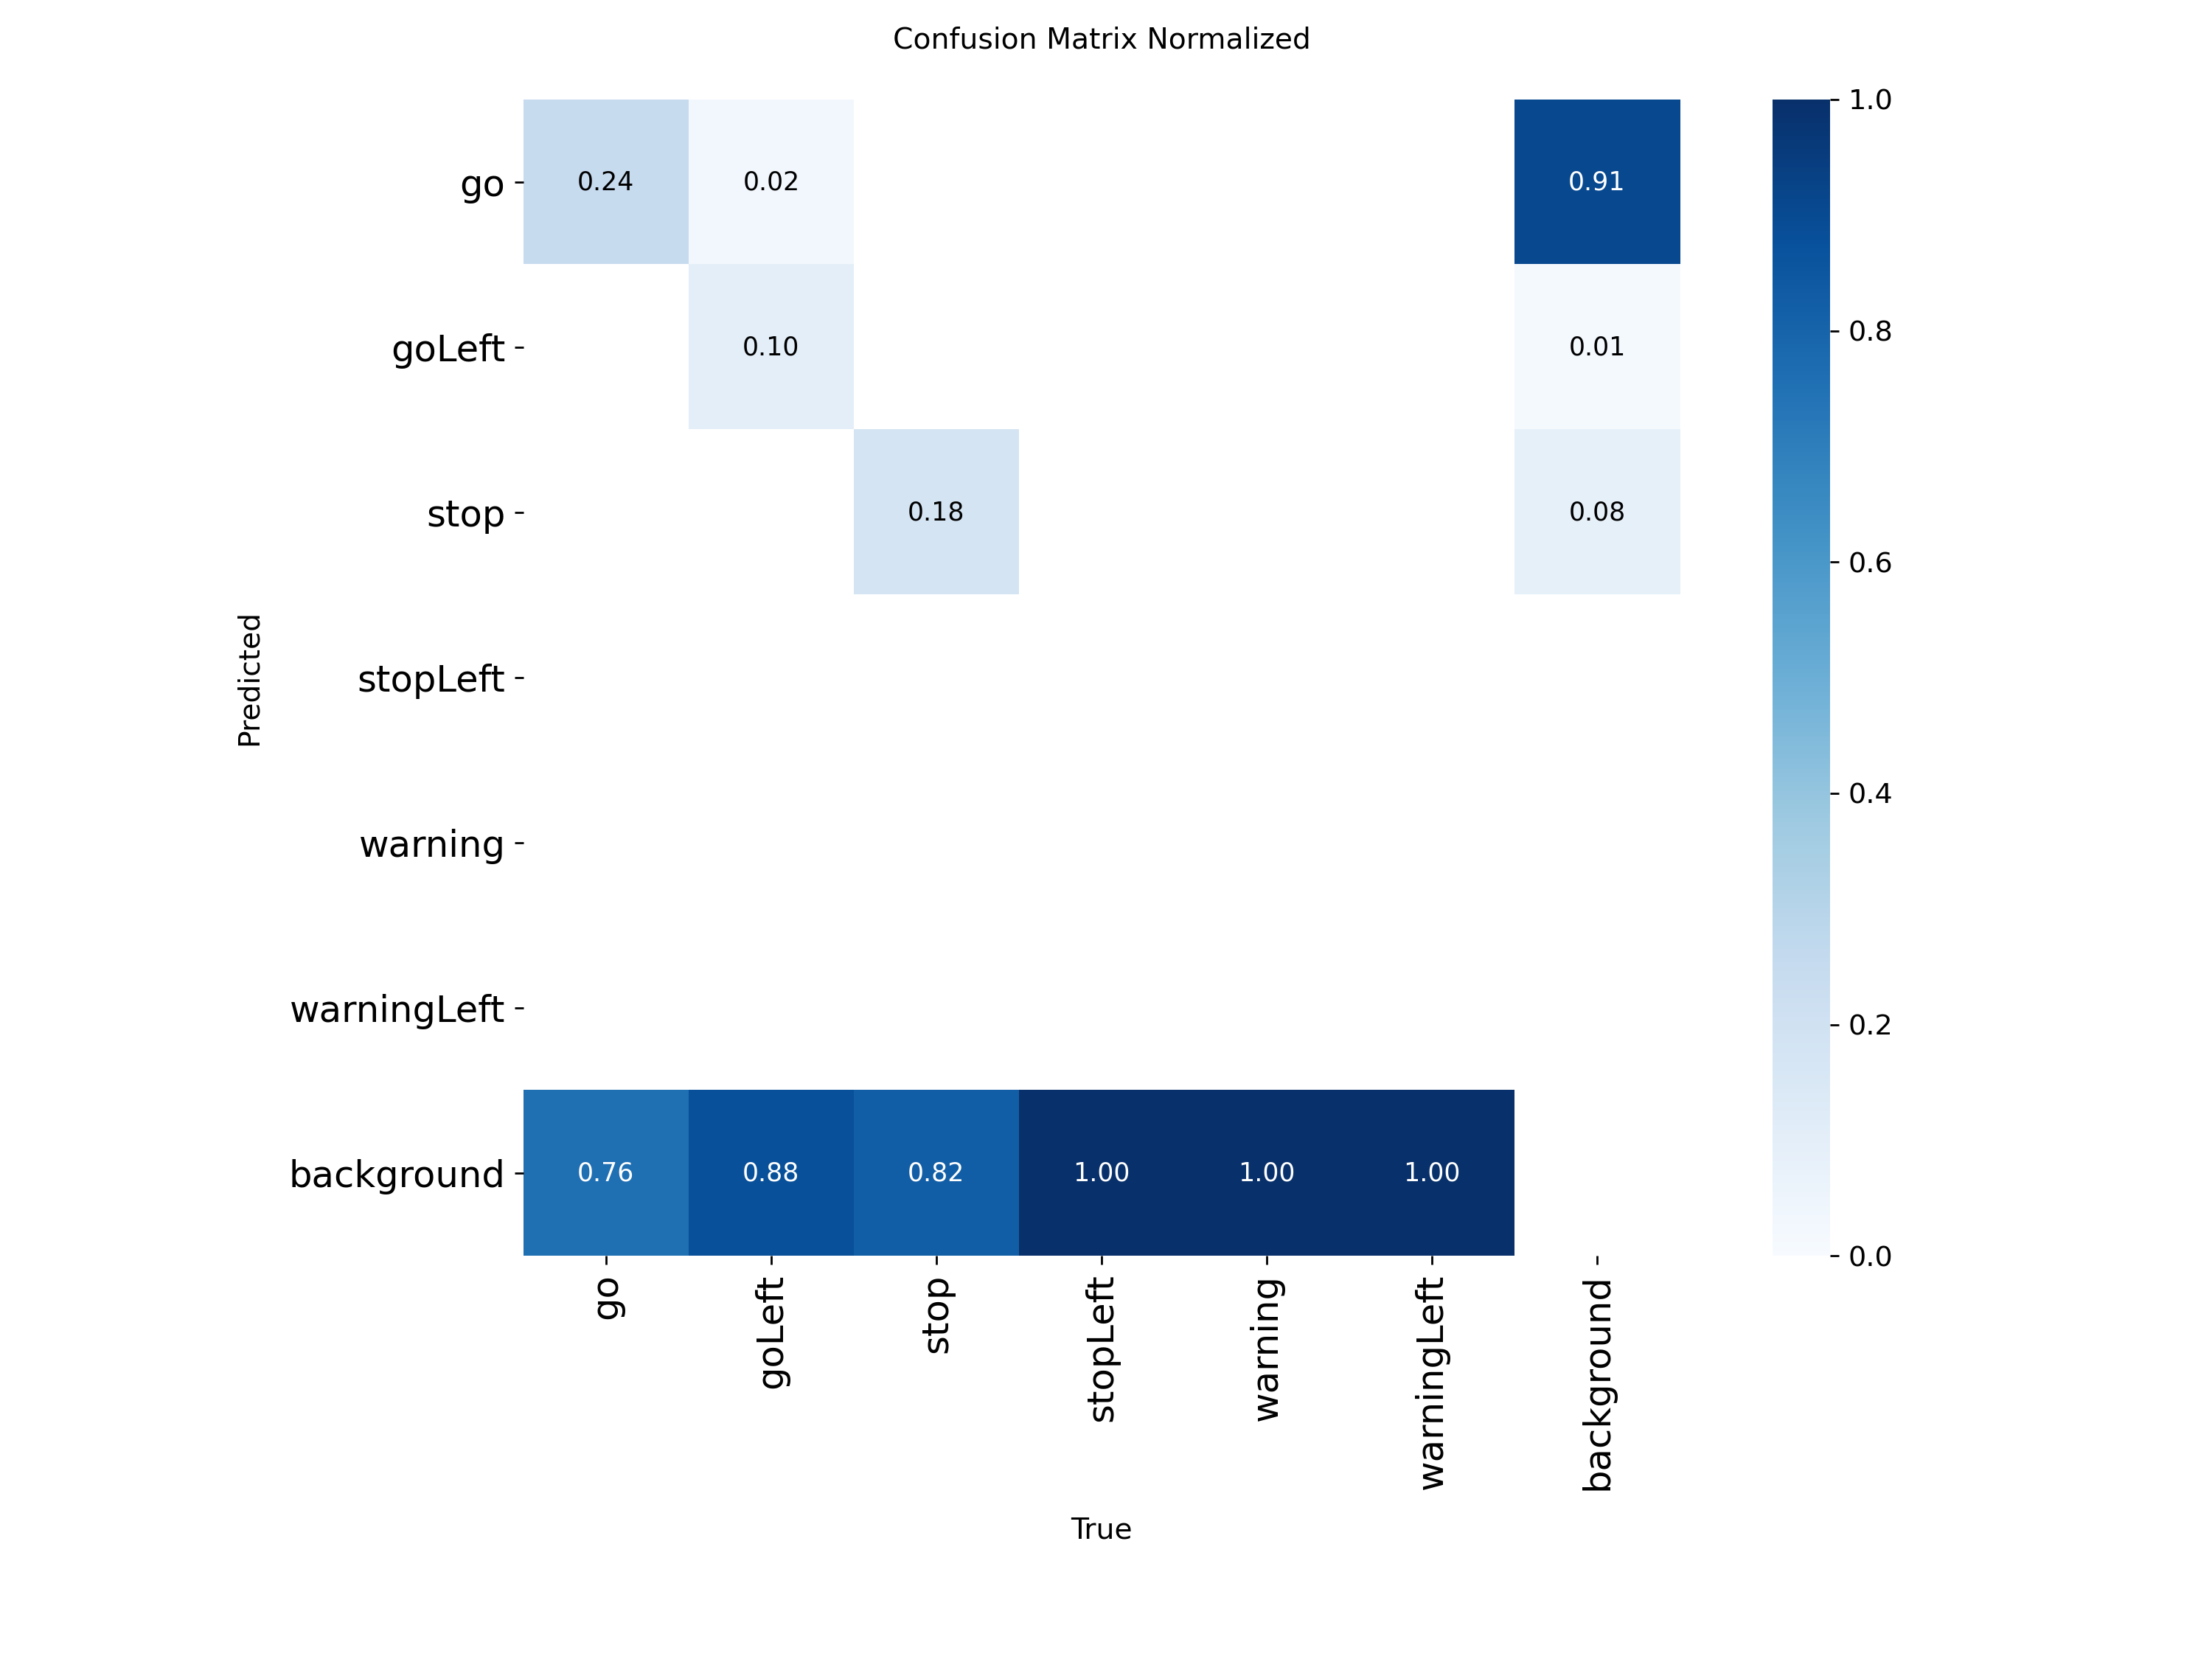 Confusion Matrix Normalized
go
0.24
0.02
0.91
goLeft
0.10
0.01
stop
0.18
0.08
stopLeft
warning
warningLeft
background
0.76
0.88
0.82
1.00
1.00
1.00
Predicted
go
goLeft
stop
stopLeft
warning
warningLeft
background
True
1.0
0.8
0.6
0.4
0.2
0.0